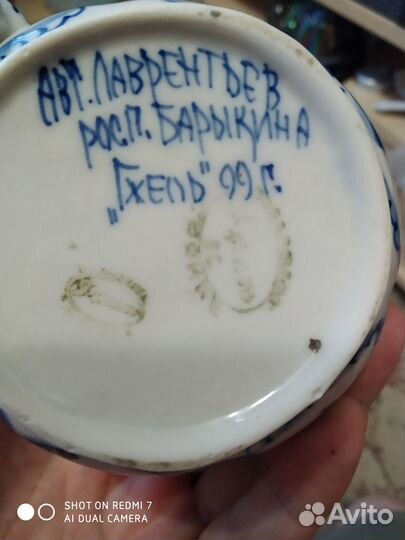 АВТ. ЛАВРЕНТЬЕВ
РОСП. БАРЫКИНА
„ГЖЕЛЬ" 99 Г.
SHOT ON REDMI 7
AI DUAL CAMERA
Avito